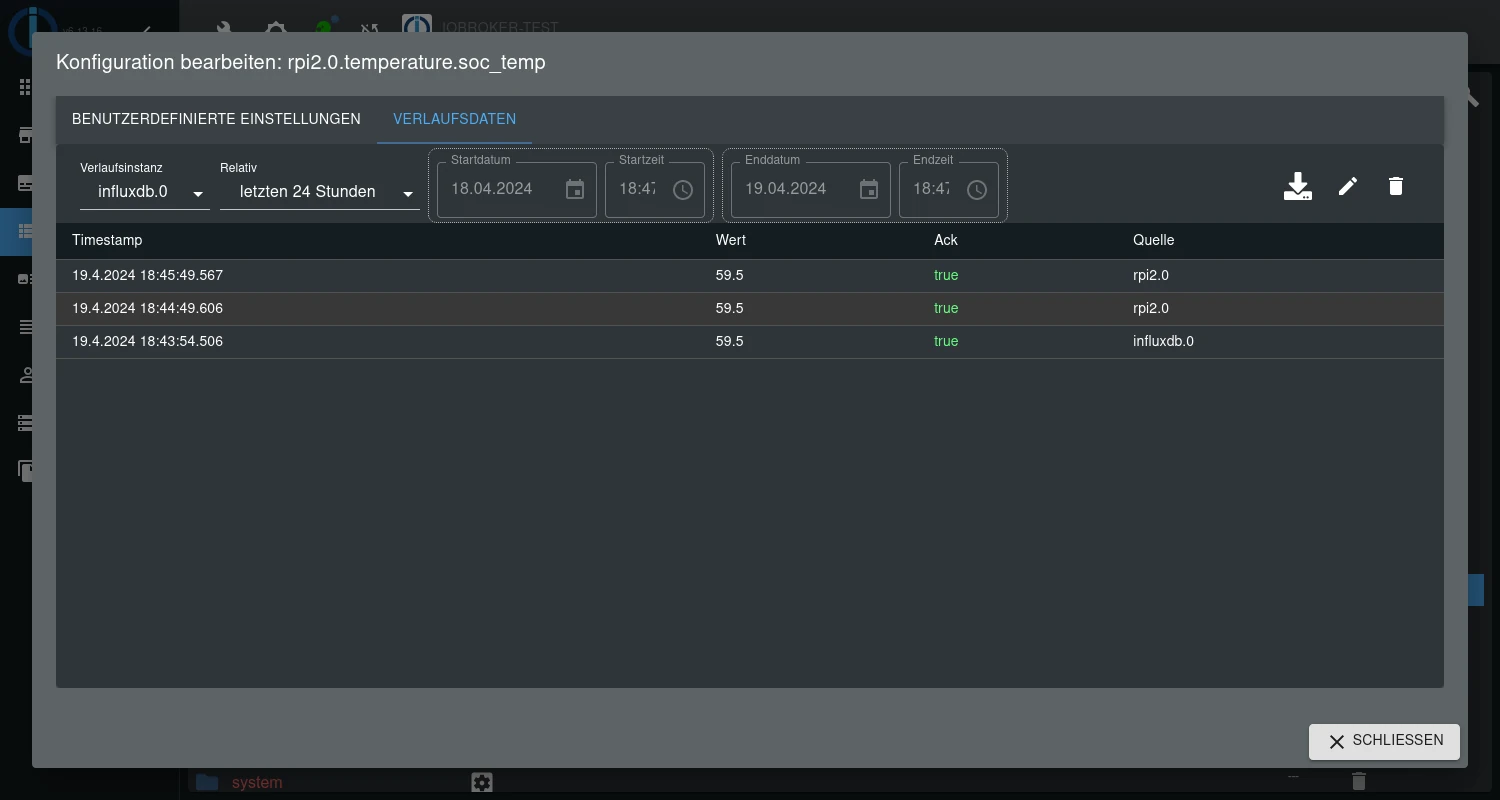 v6.13.16
IOBROKER-TEST
Konfiguration bearbeiten: rpi2.0.temperature.soc_temp
BENUTZERDEFINIERTE EINSTELLUNGEN VERLAUFSDATEN
Verlaufsinstanz Relativ Startdatum Startzeit Enddatum Endzeit
influxdb.0 letzten 24 Stunden 18.04.2024 18:47 19.04.2024 18:47
Timestamp Wert Ack Quelle
19.4.2024 18:45:49.567 59.5 true rpi2.0
19.4.2024 18:44:49.606 59.5 true rpi2.0
19.4.2024 18:43:54.506 59.5 true influxdb.0
SCHLIESSEN
system ---